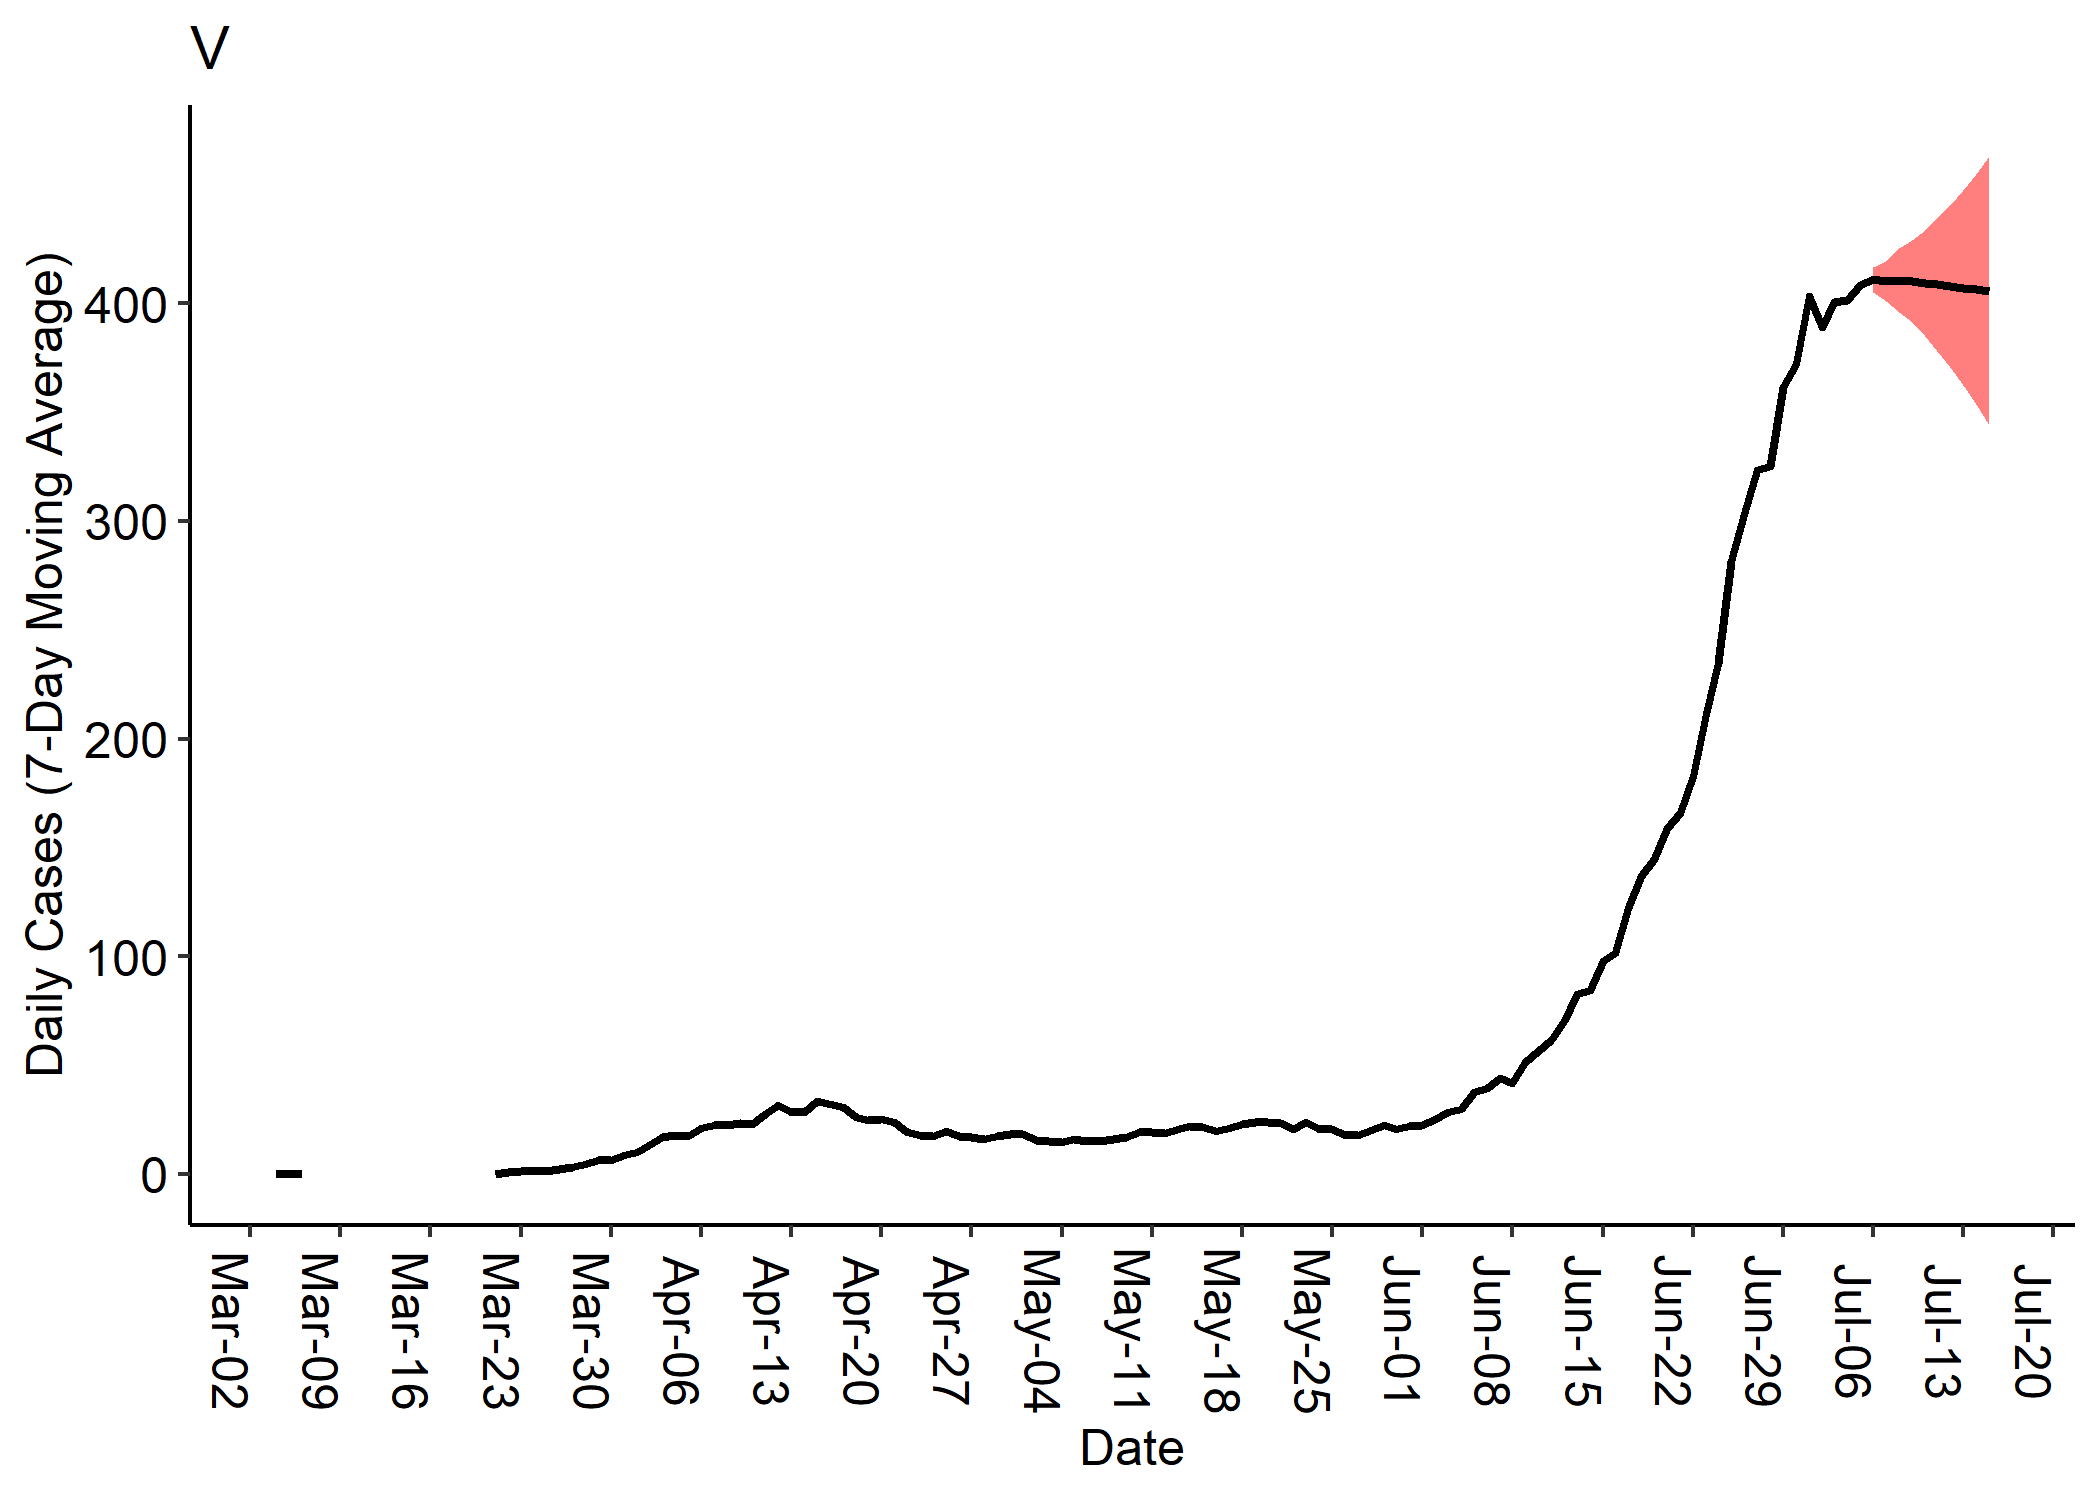 V
Daily Cases (7-Day Moving Average)
400
300
200
100
0
Mar-02
Mar-09
Mar-16
Mar-23
Mar-30
Apr-06
Apr-13
Apr-20
Apr-27
May-04
May-11
May-18
May-25
Jun-01
Jun-08
Jun-15
Jun-22
Jun-29
Jul-06
Jul-13
Jul-20
Date